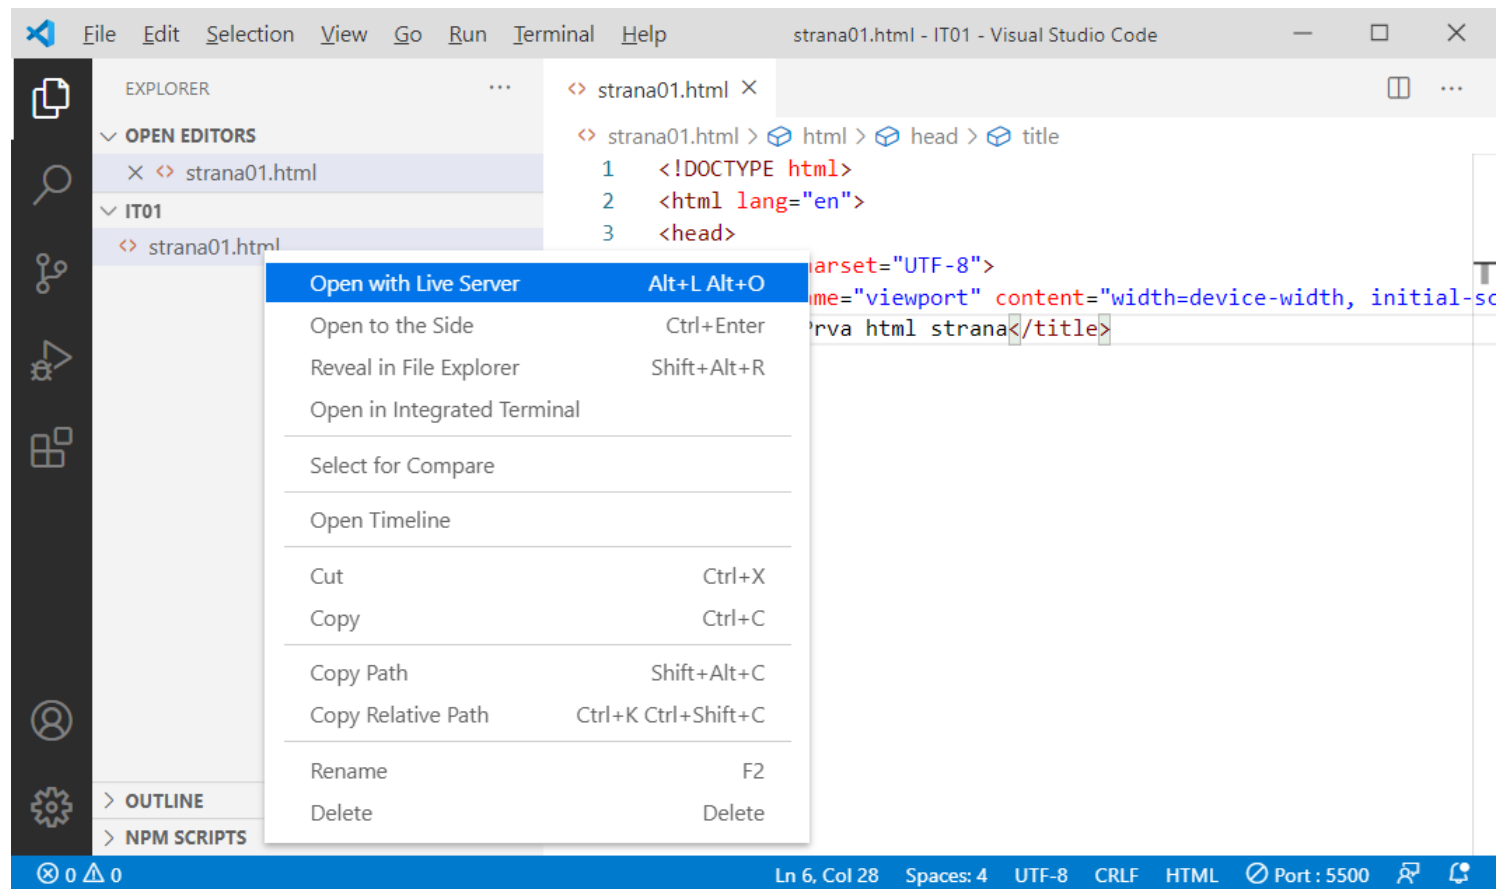 File Edit Selection View Go Run Terminal Help strana01.html - IT01 - Visual Studio Code
EXPLORER
OPEN EDITORS
strana01.html
IT01
strana01.html
Open with Live Server Alt+L Alt+O
Open to the Side Ctrl+Enter
Reveal in File Explorer Shift+Alt+R
Open in Integrated Terminal
Select for Compare
Open Timeline
Cut Ctrl+X
Copy Ctrl+C
Copy Path Shift+Alt+C
Copy Relative Path Ctrl+K Ctrl+Shift+C
Rename F2
Delete Delete
OUTLINE
NPM SCRIPTS
strana01.html
strana01.html > html > head > title
1 <!DOCTYPE html>
2 <html lang="en">
3 <head>
arset="UTF-8">
me="viewport" content="width=device-width, initial-sc
rva html strana</title>
0 0 Ln 6, Col 28 Spaces: 4 UTF-8 CRLF HTML Port : 5500